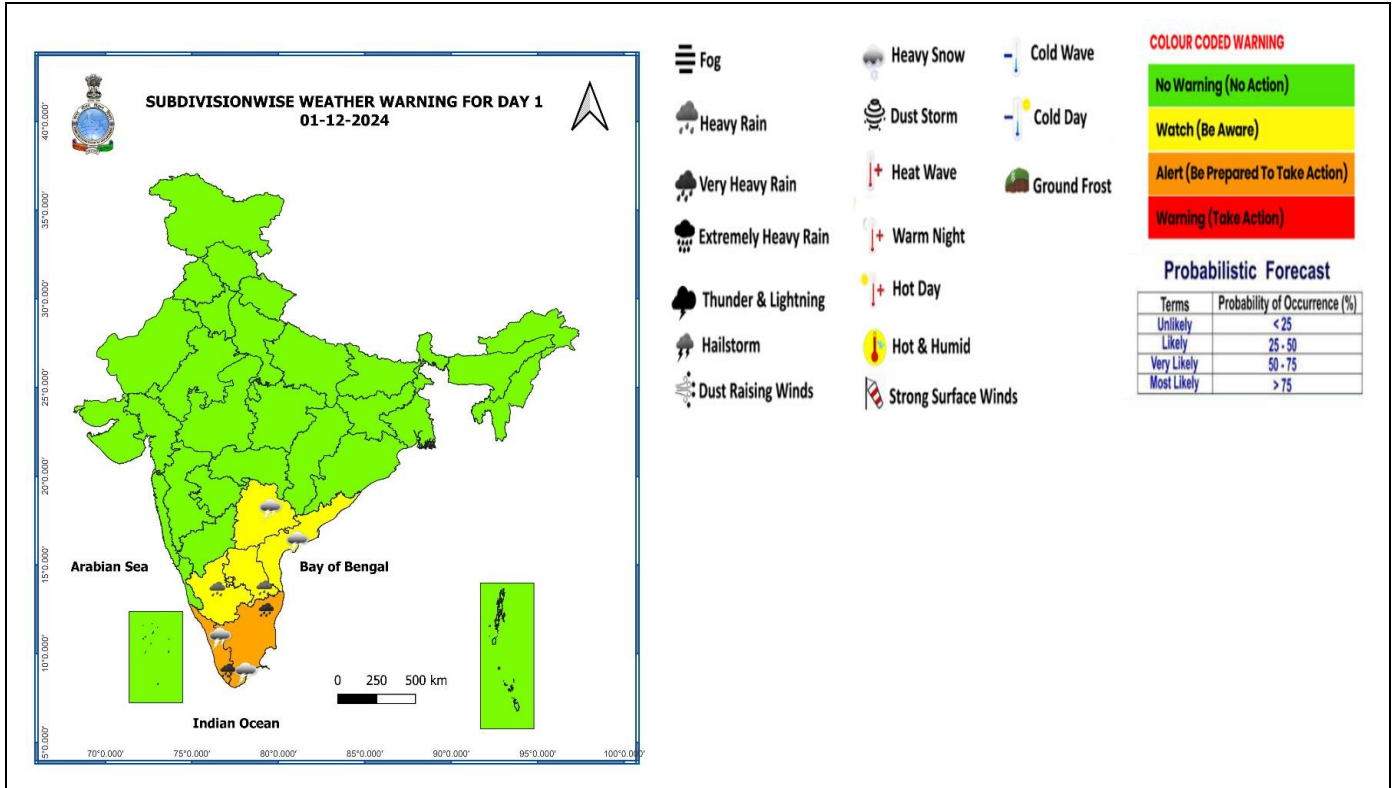 SUBDIVISIONWISE WEATHER WARNING FOR DAY 1
01-12-2024
40°0.000'
35°0.000'
30°0.000'
25°0.000'
20°0.000'
15°0.000'
10°0.000'
5°0.000'
Arabian Sea
Bay of Bengal
0 250 500 km
Indian Ocean
70°0.000' 75°0.000' 80°0.000' 85°0.000' 90°0.000' 95°0.000' 100°0.000'
Fog
Heavy Rain
Very Heavy Rain
Extremely Heavy Rain
Thunder & Lightning
Hailstorm
Dust Raising Winds
Heavy Snow
Dust Storm
Heat Wave
Warm Night
Hot Day
Hot & Humid
Strong Surface Winds
Cold Wave
Cold Day
Ground Frost
COLOUR CODED WARNING
No Warning (No Action)
Watch (Be Aware)
Alert (Be Prepared To Take Action)
Warning (Take Action)
Probabilistic Forecast
Terms Probability of Occurrence (%)
Unlikely < 25
Likely 25 - 50
Very Likely 50 - 75
Most Likely > 75